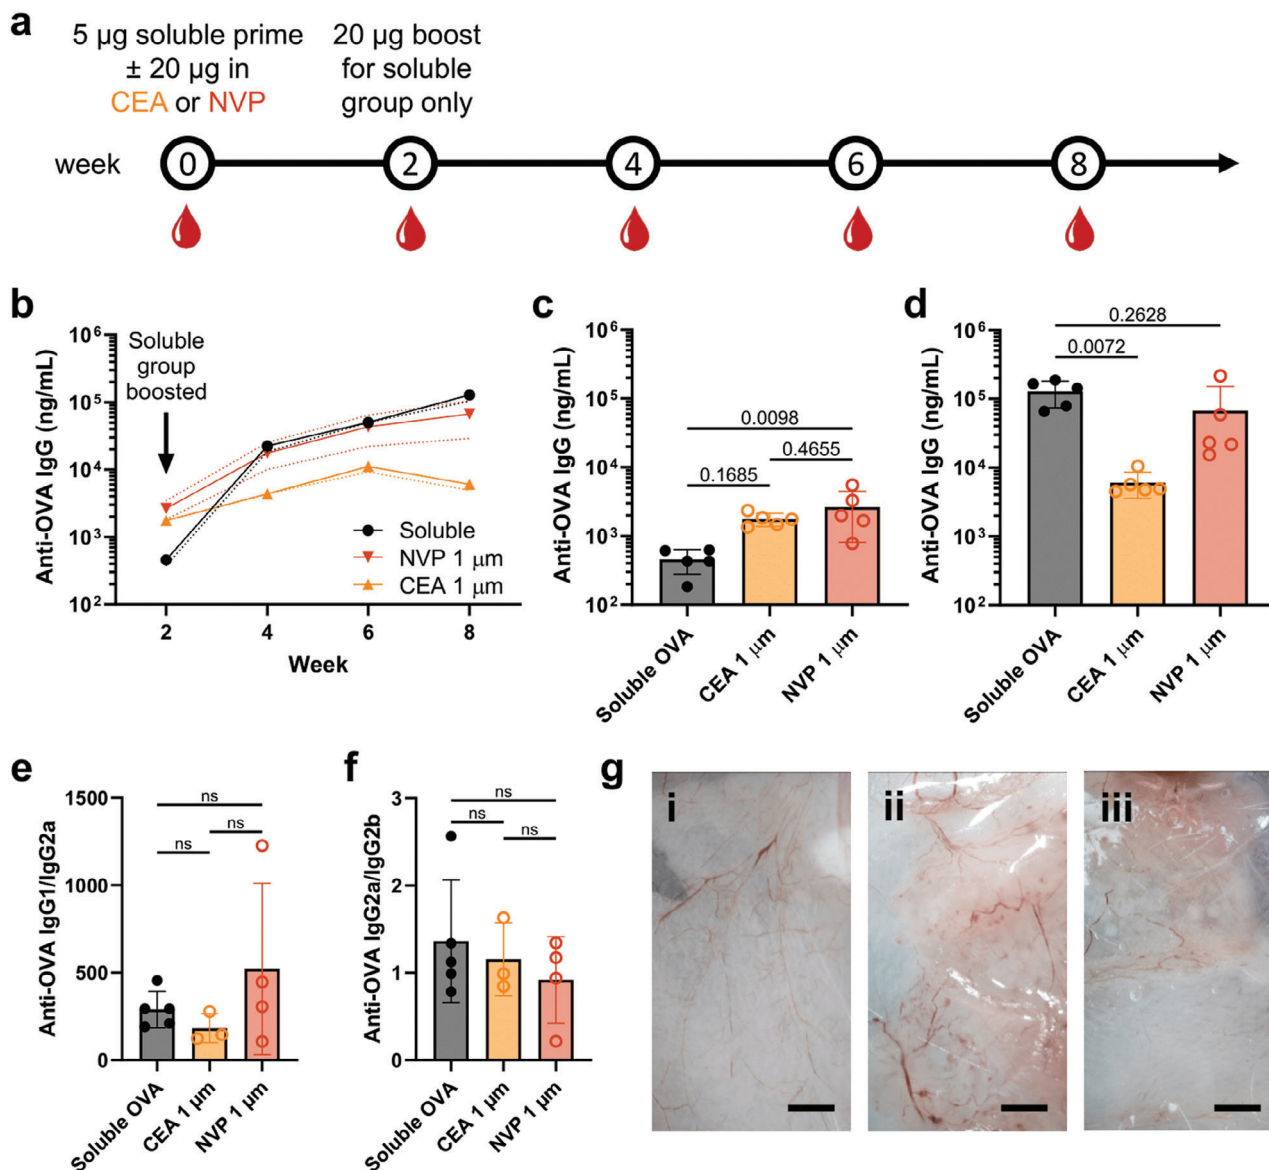 a
5 µg soluble prime
± 20 µg in
CEA or NVP
20 µg boost
for soluble
group only
week
0
2
4
6
8
b
Anti-OVA IgG (ng/mL)
10⁶
10⁵
10⁴
10³
10²
Soluble
group
boosted
Soluble
NVP 1 µm
CEA 1 µm
2
4
6
8
Week
c
Anti-OVA IgG (ng/mL)
10⁶
10⁵
10⁴
10³
10²
0.0098
0.4655
0.1685
Soluble OVA
CEA 1 µm
NVP 1 µm
d
Anti-OVA IgG (ng/mL)
10⁶
10⁵
10⁴
10³
10²
0.2628
0.0072
Soluble OVA
CEA 1 µm
NVP 1 µm
e
Anti-OVA IgG1/IgG2a
1500
1000
500
0
ns
ns
ns
Soluble OVA
CEA 1 µm
NVP 1 µm
f
Anti-OVA IgG2a/IgG2b
3
2
1
0
ns
ns
ns
Soluble OVA
CEA 1 µm
NVP 1 µm
g
i
ii
iii